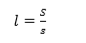 l = S/s